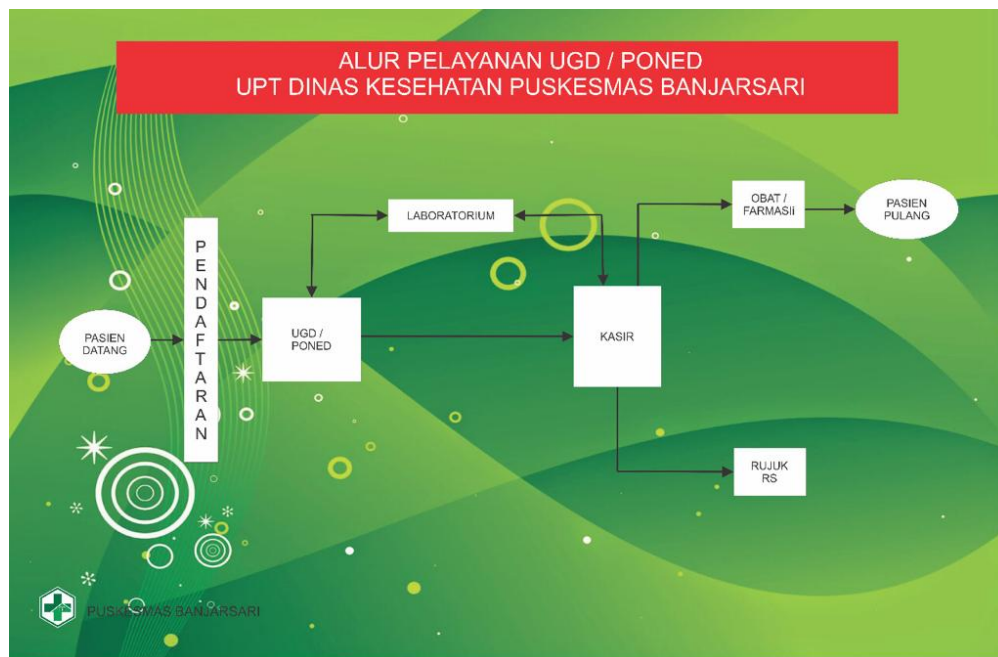 ALUR PELAYANAN UGD / PONED
UPT DINAS KESEHATAN PUSKESMAS BANJARSARI
PASIEN
DATANG
PENDAFTARAN
UGD /
PONED
LABORATORIUM
KASIR
OBAT /
FARMASIi
PASIEN
PULANG
RUJUK
RS
PUSKESMAS BANJARSARI